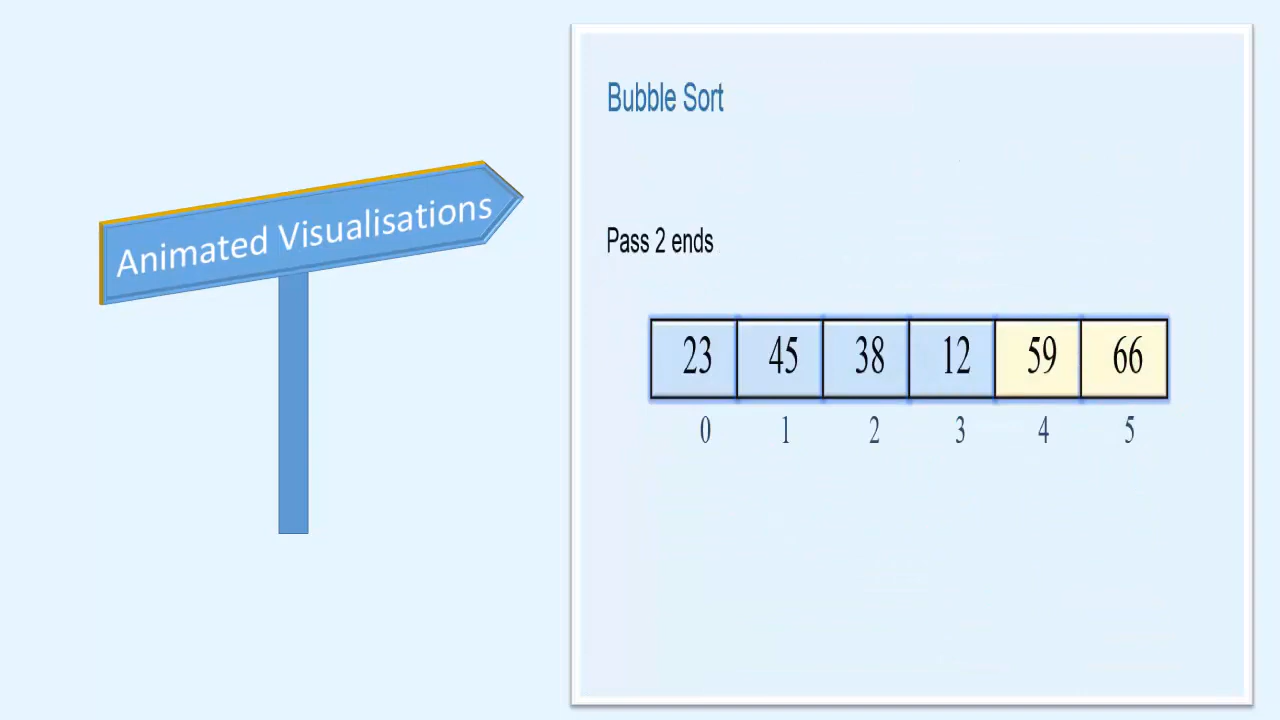 Animated Visualisations
Bubble Sort
Pass 2 ends
23 45 38 12 59 66
0 1 2 3 4 5